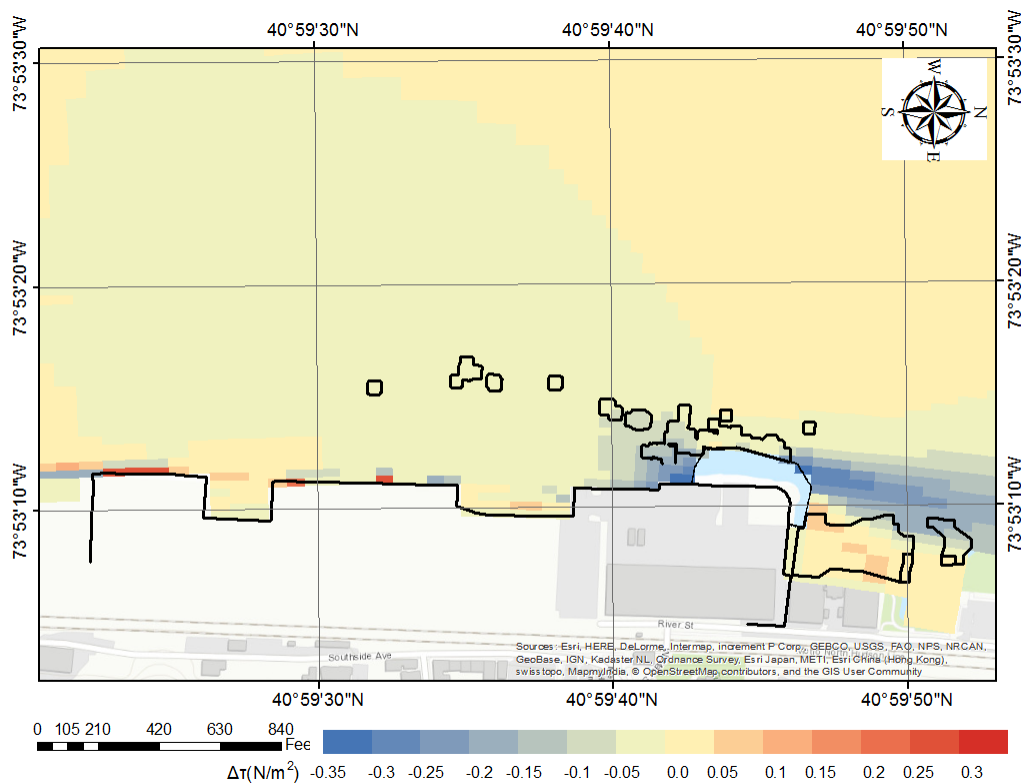 40°59'30"N 40°59'40"N 40°59'50"N
73°53'30"W 73°53'30"W
W
S N
E
73°53'20"W 73°53'20"W
73°53'10"W 73°53'10"W
River St
Southside Ave
Sources: Esri, HERE, DeLorme, Intermap, increment P Corp., GEBCO, USGS, FAO, NPS, NRCAN,
GeoBase, IGN, Kadaster NL, Ordnance Survey, Esri Japan, METI, Esri China (Hong Kong),
swisstopo, MapmyIndia, © OpenStreetMap contributors, and the GIS User Community
40°59'30"N 40°59'40"N 40°59'50"N
0 105 210 420 630 840
Fee
Δτ(N/m²) -0.35 -0.3 -0.25 -0.2 -0.15 -0.1 -0.05 0.0 0.05 0.1 0.15 0.2 0.25 0.3